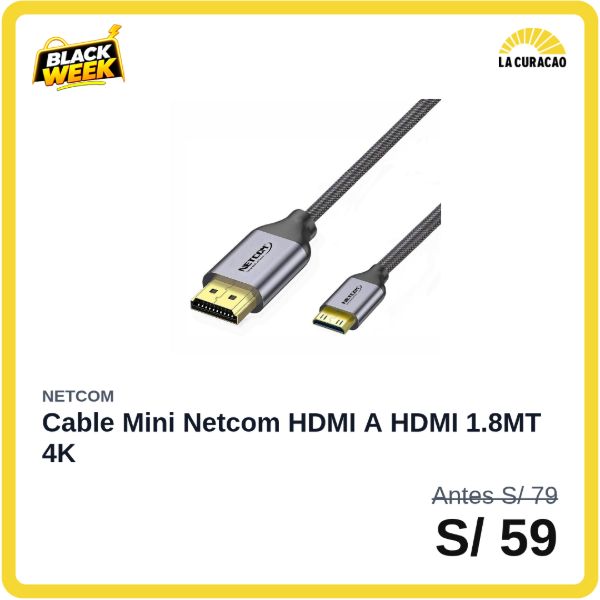 BLACK
WEEK
LA CURACAO
NETCOM
NETCOM
NETCOM
Cable Mini Netcom HDMI A HDMI 1.8MT
4K
Antes S/ 79
S/ 59